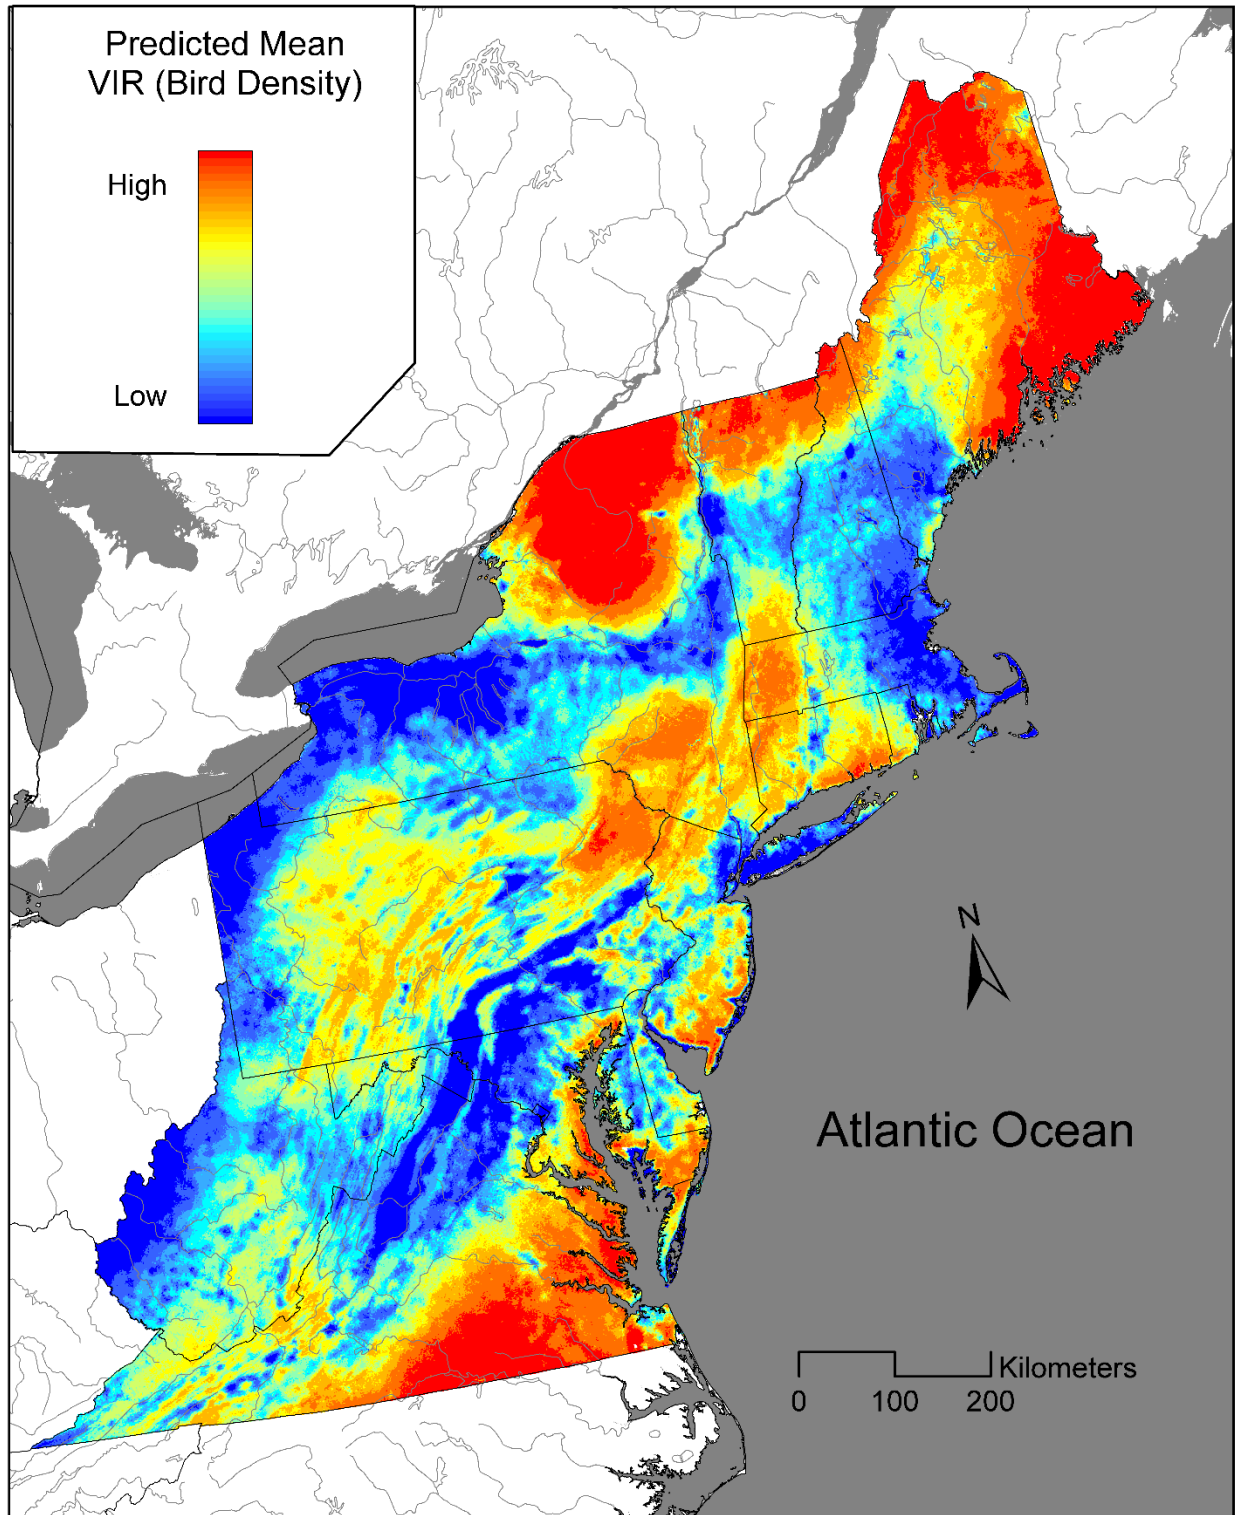 Predicted Mean
VIR (Bird Density)
High
Low
N
Atlantic Ocean
Kilometers
0 100 200